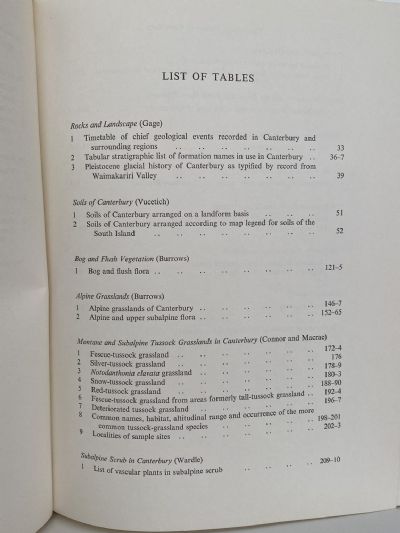 LIST OF TABLES
Rocks and Landscape (Gage)
1 Timetable of chief geological events recorded in Canterbury and
surrounding regions .. .. .. .. .. .. .. 33
2 Tabular stratigraphic list of formation names in use in Canterbury .. 36-7
3 Pleistocene glacial history of Canterbury as typified by record from
Waimakariri Valley .. .. .. .. .. .. .. 39
Soils of Canterbury (Vucetich)
1 Soils of Canterbury arranged on a landform basis .. .. .. 51
2 Soils of Canterbury arranged according to map legend for soils of the
South Island .. .. .. .. .. .. .. .. 52
Bog and Flush Vegetation (Burrows)
1 Bog and flush flora .. .. .. .. .. .. .. 121-5
Alpine Grasslands (Burrows)
1 Alpine grasslands of Canterbury .. .. .. .. .. 146-7
2 Alpine and upper subalpine flora .. .. .. .. .. 152-65
Montane and Subalpine Tussock Grasslands in Canterbury (Connor and Macrae)
1 Fescue-tussock grassland .. .. .. .. .. .. 172-4
2 Silver-tussock grassland .. .. .. .. .. .. 176
3 Notodanthonia clavata grassland .. .. .. .. .. 178-9
4 Snow-tussock grassland .. .. .. .. .. .. 180-3
5 Red-tussock grassland .. .. .. .. .. .. 188-90
6 Fescue-tussock grassland from areas formerly tall-tussock grassland .. 192-4
7 Deteriorated tussock grassland .. .. .. .. .. 196-7
8 Common names, habitat, altitudinal range and occurrence of the more
common tussock-grassland species .. .. .. .. 198-201
9 Localities of sample sites .. .. .. .. .. .. 202-3
Subalpine Scrub in Canterbury (Wardle)
1 List of vascular plants in subalpine scrub .. .. .. .. 209-10